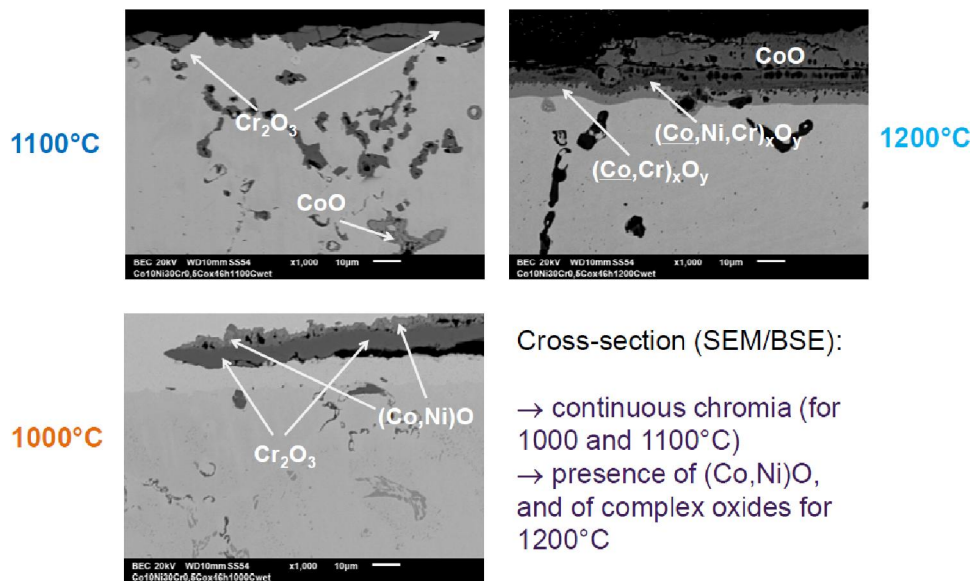 1100°C
Cr₂O₃
CoO
BEC 20kV WD10mm SS54 x1,000 10µm
Co10Ni30Cr0,5Cox46h1100Cwet
CoO
(Co,Ni,Cr)ₓOᵧ
(Co,Cr)ₓOᵧ
BEC 20kV WD10mm SS54 x1,000 10µm
Co10Ni30Cr0,5Cox46h1200Cwet
1200°C
1000°C
(Co,Ni)O
Cr₂O₃
BEC 20kV WD10mm SS54 x1,000 10µm
Co10Ni30Cr0,5Cox46h1000Cwet
Cross-section (SEM/BSE):
→ continuous chromia (for
1000 and 1100°C)
→ presence of (Co,Ni)O,
and of complex oxides for
1200°C